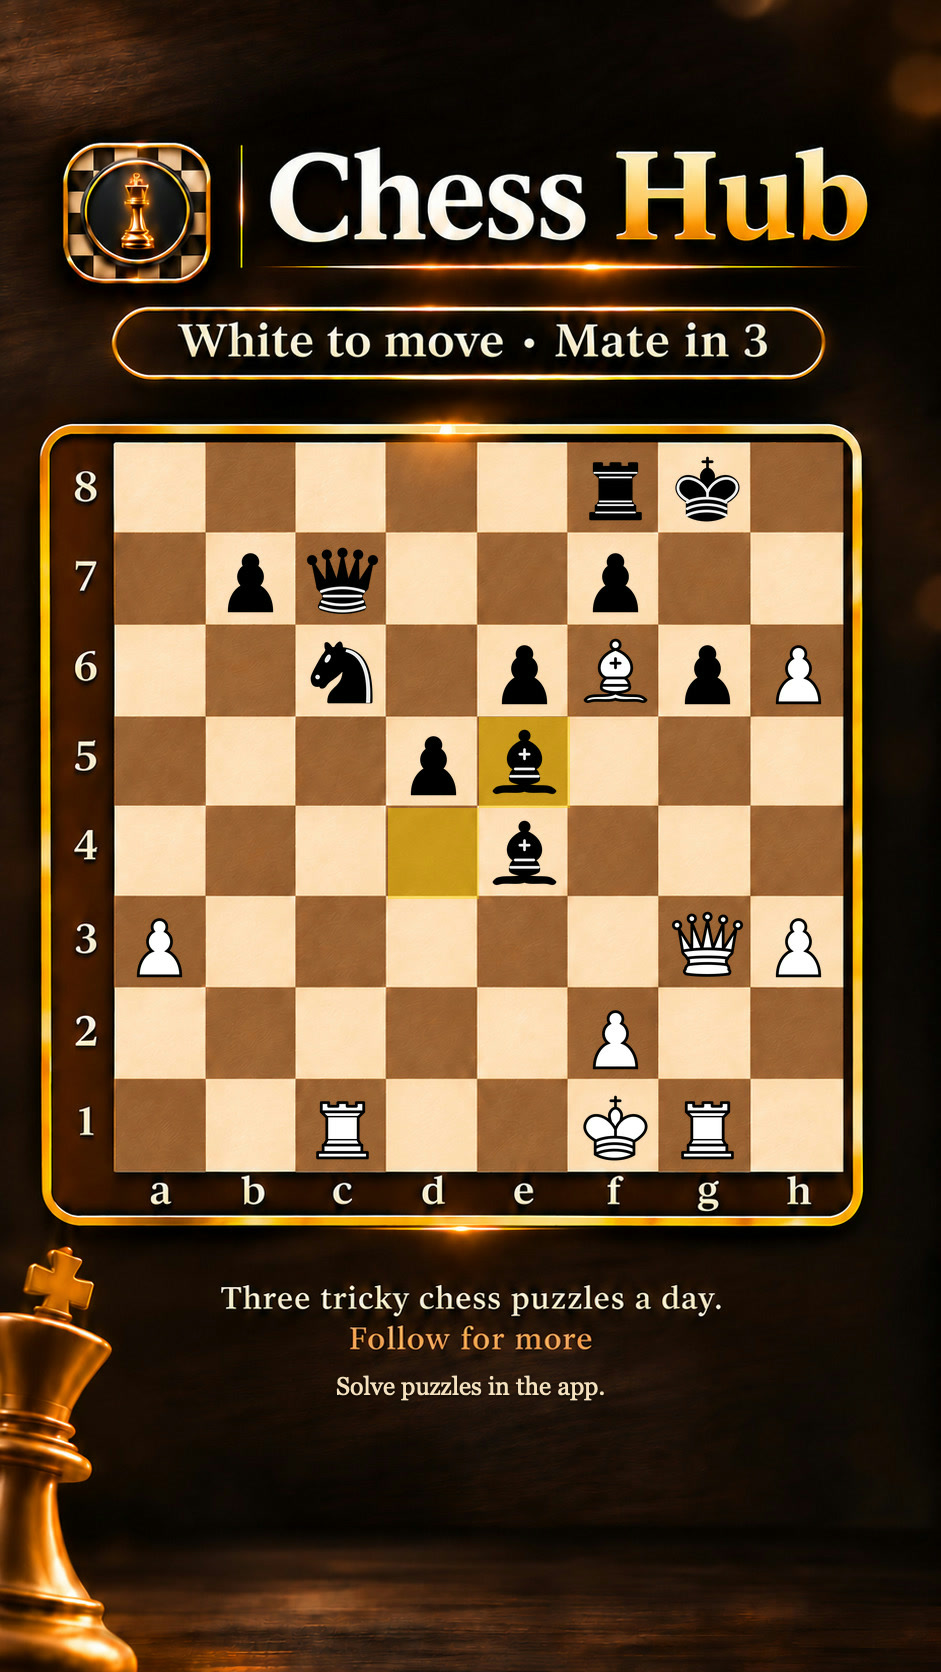 Chess Hub
White to move • Mate in 3
8
7
6
5
4
3
2
1
a b c d e f g h
Three tricky chess puzzles a day.
Follow for more
Solve puzzles in the app.